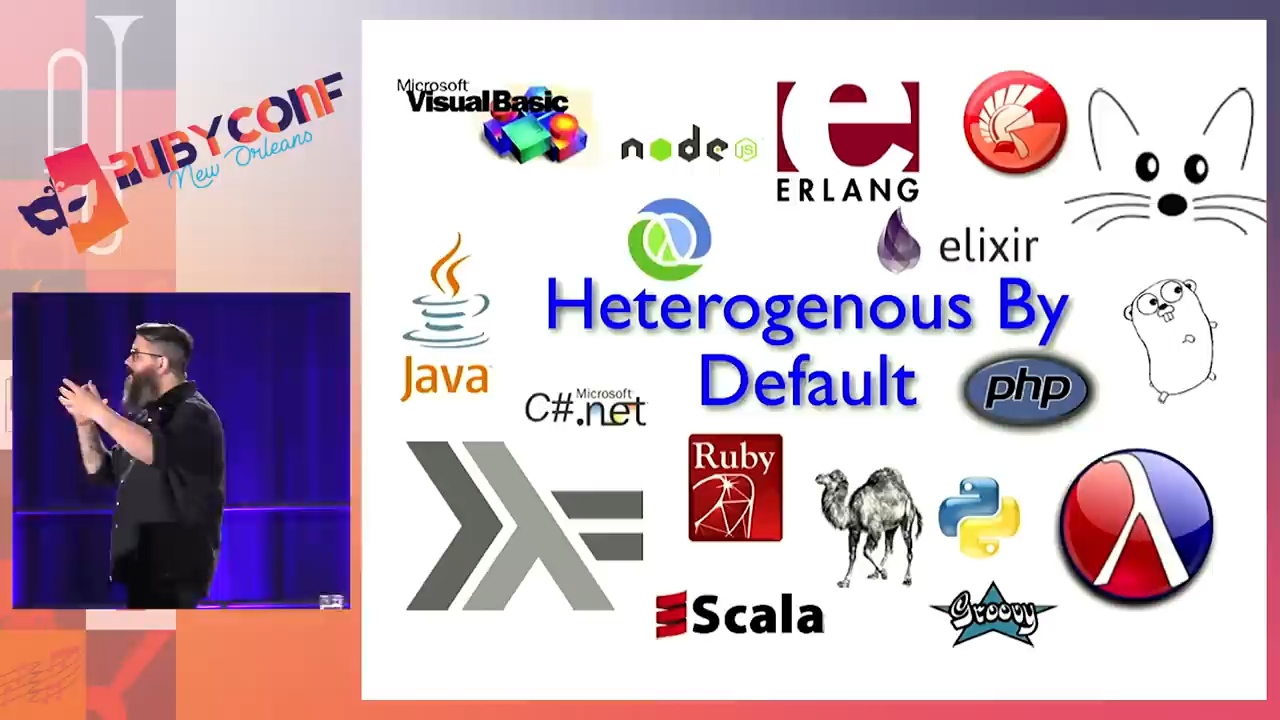 RUBYCONF
New Orleans
Microsoft
Visual Basic
node
JS
e
ERLANG
elixir
Java
Heterogenous By
Default
php
Microsoft
C#.net
Ruby
Scala
Groovy